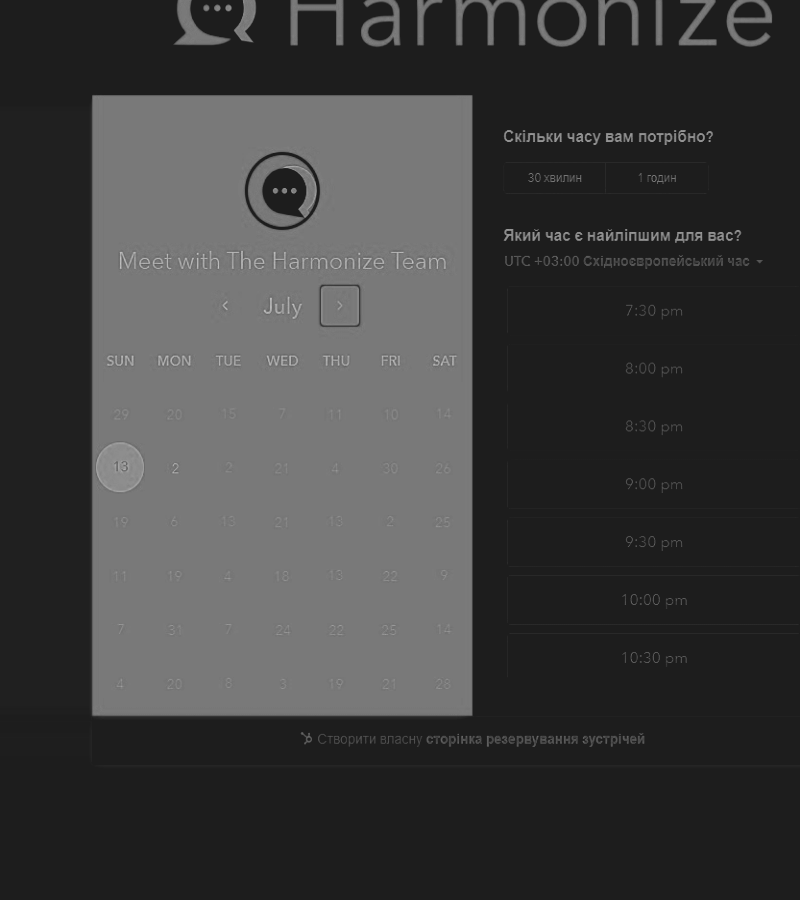 Harmonize
Meet with The Harmonize Team
July
SUN MON TUE WED THU FRI SAT
29 20 15 7 11 10 14
13 2 2 21 4 30 26
19 6 13 21 13 2 25
11 19 4 18 13 22 9
7 31 7 24 22 25 14
4 20 8 3 19 21 28
Скільки часу вам потрібно?
30 хвилин 1 годин
Який час є найліпшим для вас?
UTC +03:00 Східноєвропейський час
7:30 pm
8:00 pm
8:30 pm
9:00 pm
9:30 pm
10:00 pm
10:30 pm
Створити власну сторінка резервування зустрічей